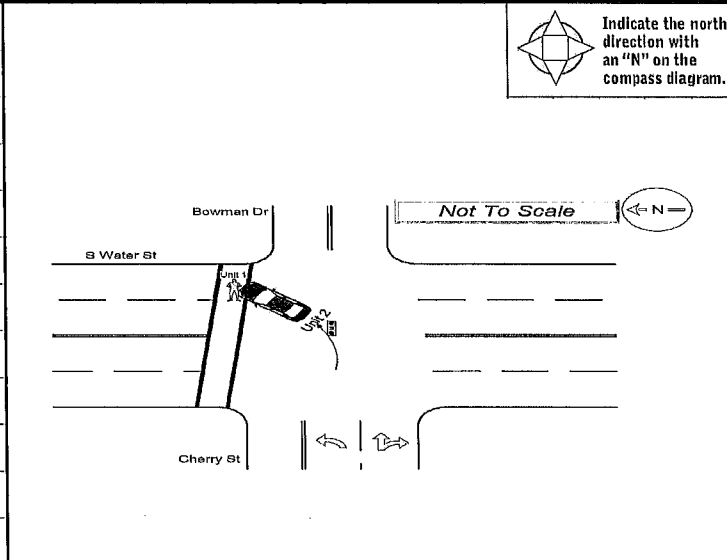 Indicate the north
direction with
an "N" on the
compass diagram.
Bowman Dr
Not To Scale
N
S Water St
Unit 1
Unit 2
Cherry St